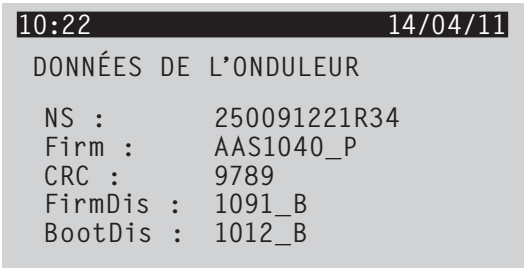 10:22 14/04/11
DONNÉES DE L’ONDULEUR
NS : 250091221R34
Firm : AAS1040_P
CRC : 9789
FirmDis : 1091_B
BootDis : 1012_B